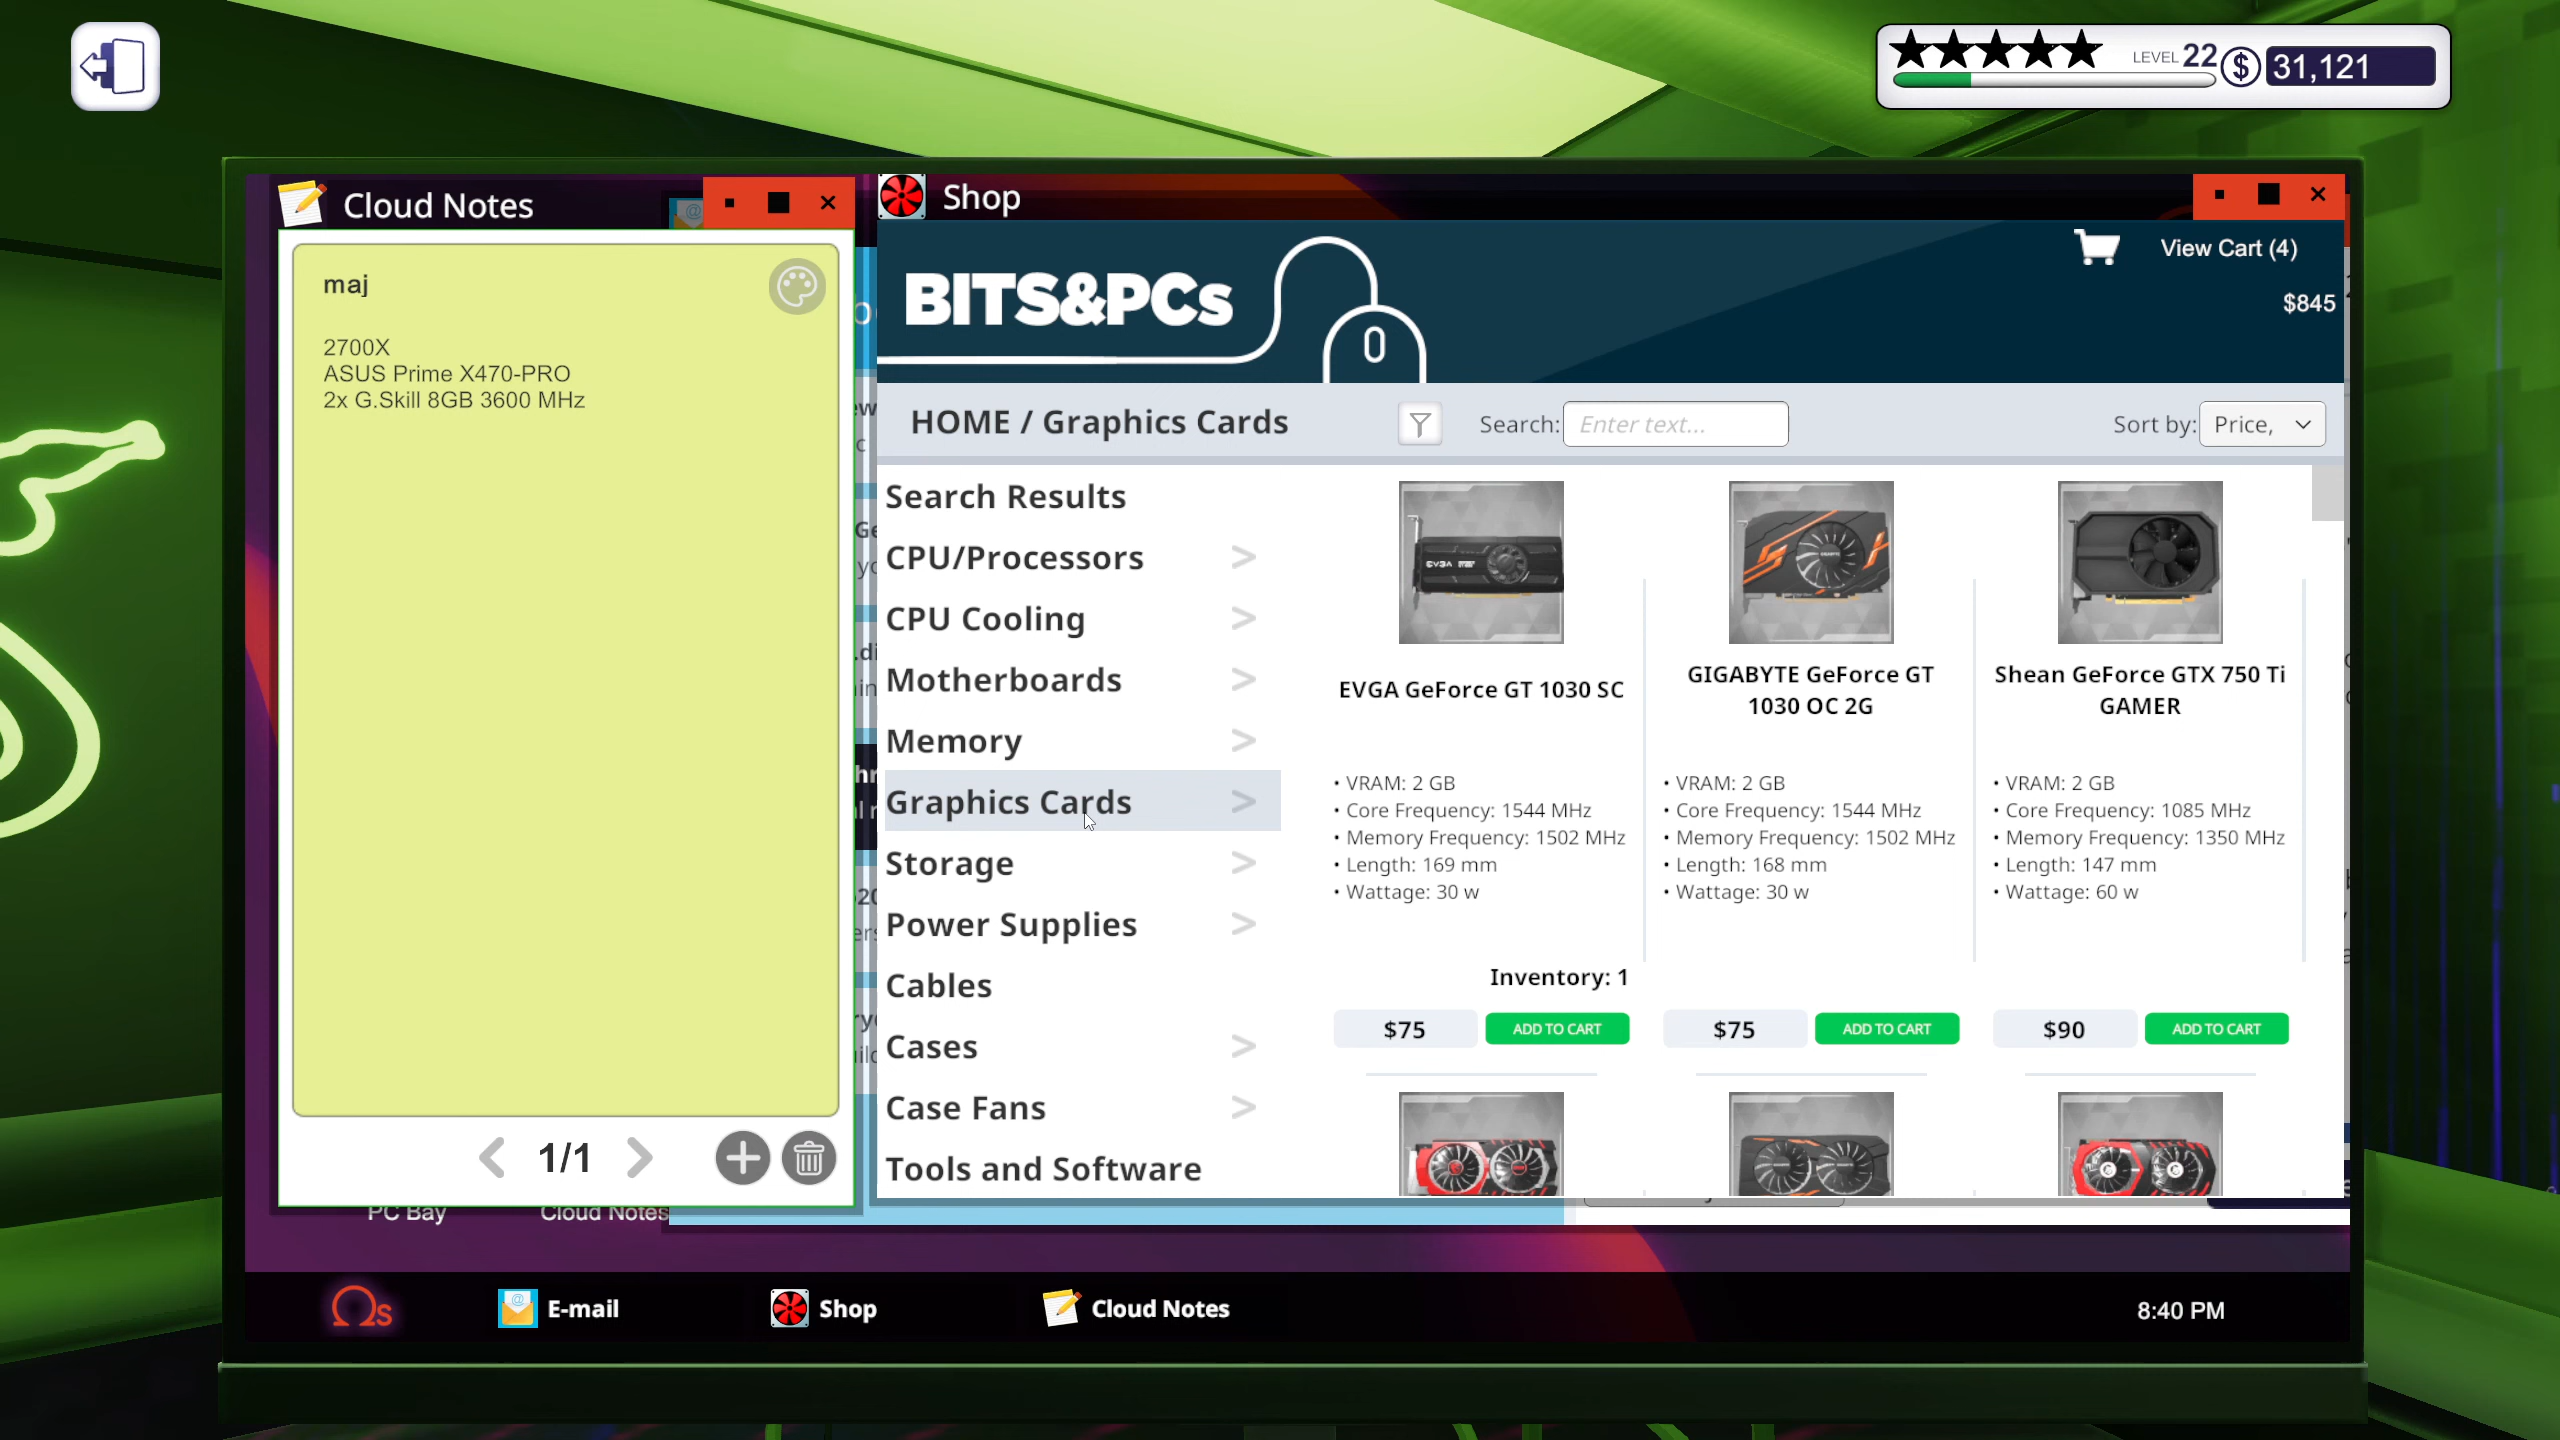 LEVEL 22
$ 31,121
Cloud Notes
maj
2700X
ASUS Prime X470-PRO
2x G.Skill 8GB 3600 MHz
1/1
PC Bay
Cloud Notes
Shop
BITS&PCs
View Cart (4)
$845
HOME / Graphics Cards
Search:
Enter text...
Sort by:
Price,
Search Results
CPU/Processors >
CPU Cooling >
Motherboards >
Memory >
Graphics Cards >
Storage >
Power Supplies >
Cables
Cases >
Case Fans >
Tools and Software
EVGA GeForce GT 1030 SC
• VRAM: 2 GB
• Core Frequency: 1544 MHz
• Memory Frequency: 1502 MHz
• Length: 169 mm
• Wattage: 30 w
Inventory: 1
$75
ADD TO CART
GIGABYTE GeForce GT
1030 OC 2G
• VRAM: 2 GB
• Core Frequency: 1544 MHz
• Memory Frequency: 1502 MHz
• Length: 168 mm
• Wattage: 30 w
$75
ADD TO CART
Shean GeForce GTX 750 Ti
GAMER
• VRAM: 2 GB
• Core Frequency: 1085 MHz
• Memory Frequency: 1350 MHz
• Length: 147 mm
• Wattage: 60 w
$90
ADD TO CART
Ωs
E-mail
Shop
Cloud Notes
8:40 PM